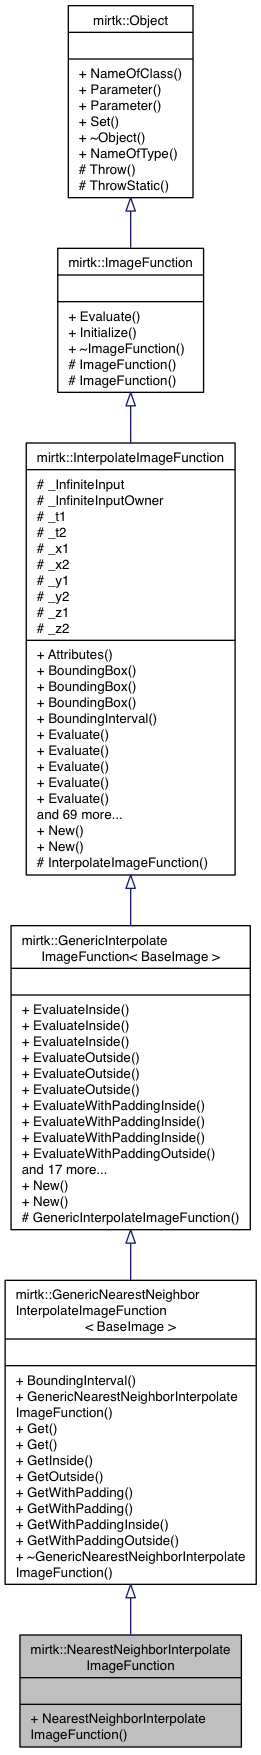 mirtk::Object
+ NameOfClass()
+ Parameter()
+ Parameter()
+ Set()
+ ~Object()
+ NameOfType()
# Throw()
# ThrowStatic()
mirtk::ImageFunction
+ Evaluate()
+ Initialize()
+ ~ImageFunction()
# ImageFunction()
# ImageFunction()
mirtk::InterpolateImageFunction
# _InfiniteInput
# _InfiniteInputOwner
# _t1
# _t2
# _x1
# _x2
# _y1
# _y2
# _z1
# _z2
+ Attributes()
+ BoundingBox()
+ BoundingBox()
+ BoundingBox()
+ BoundingInterval()
+ Evaluate()
+ Evaluate()
+ Evaluate()
+ Evaluate()
+ Evaluate()
and 69 more...
+ New()
+ New()
# InterpolateImageFunction()
mirtk::GenericInterpolate
ImageFunction< BaseImage >
+ EvaluateInside()
+ EvaluateInside()
+ EvaluateInside()
+ EvaluateOutside()
+ EvaluateOutside()
+ EvaluateOutside()
+ EvaluateWithPaddingInside()
+ EvaluateWithPaddingInside()
+ EvaluateWithPaddingInside()
+ EvaluateWithPaddingOutside()
and 17 more...
+ New()
+ New()
# GenericInterpolateImageFunction()
mirtk::GenericNearestNeighbor
InterpolateImageFunction
< BaseImage >
+ BoundingInterval()
+ GenericNearestNeighborInterpolate
ImageFunction()
+ Get()
+ Get()
+ GetInside()
+ GetOutside()
+ GetWithPadding()
+ GetWithPadding()
+ GetWithPaddingInside()
+ GetWithPaddingOutside()
+ ~GenericNearestNeighborInterpolate
ImageFunction()
mirtk::NearestNeighborInterpolate
ImageFunction
+ NearestNeighborInterpolate
ImageFunction()